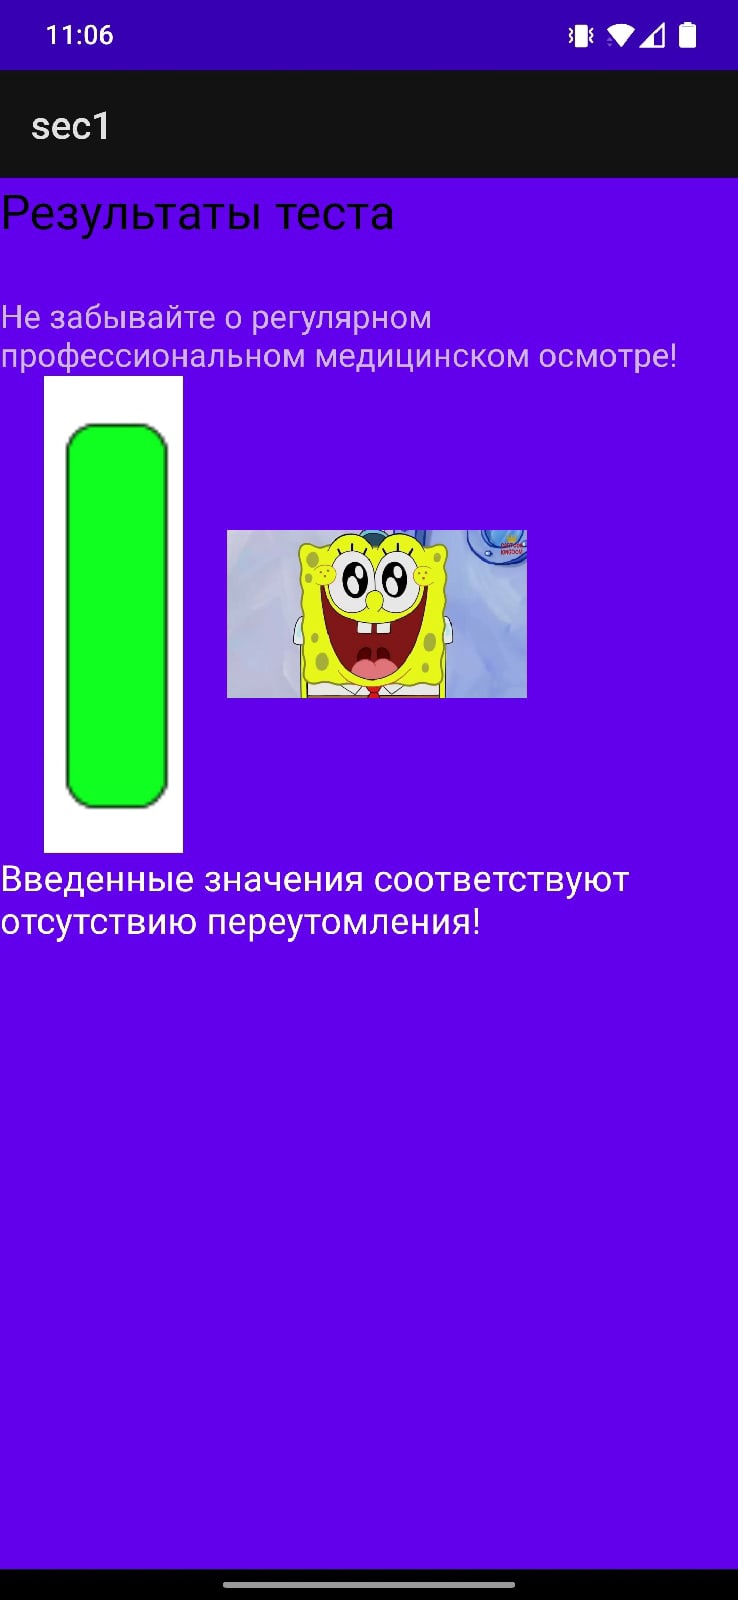 11:06
sec1
Результаты теста
Не забывайте о регулярном
профессиональном медицинском осмотре!
Введенные значения соответствуют
отсутствию переутомления!